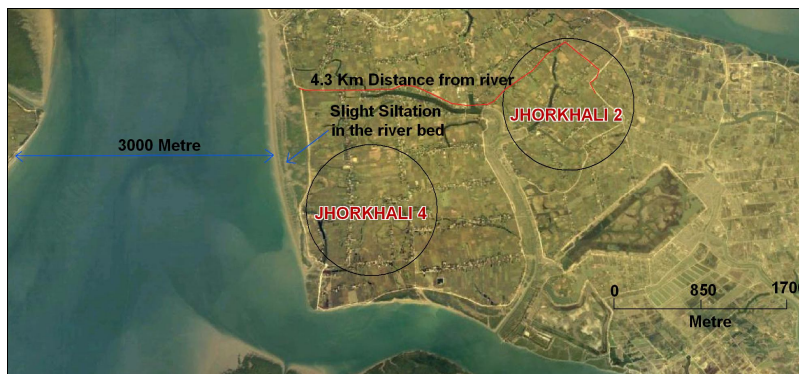 4.3 Km Distance from river
Slight Siltation
in the river bed
JHORKHALI 2
3000 Metre
JHORKHALI 4
0 850 1700
Metre